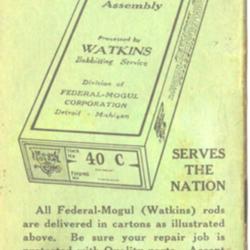 Assembly
Processed by
WATKINS
Babbitting Service
Division of
FEDERAL-MOGUL
CORPORATION
Detroit - Michigan
40 C
SERVES
THE
NATION
All Federal-Mogul (Watkins) rods
are delivered in cartons as illustrated
above. Be sure your repair job is